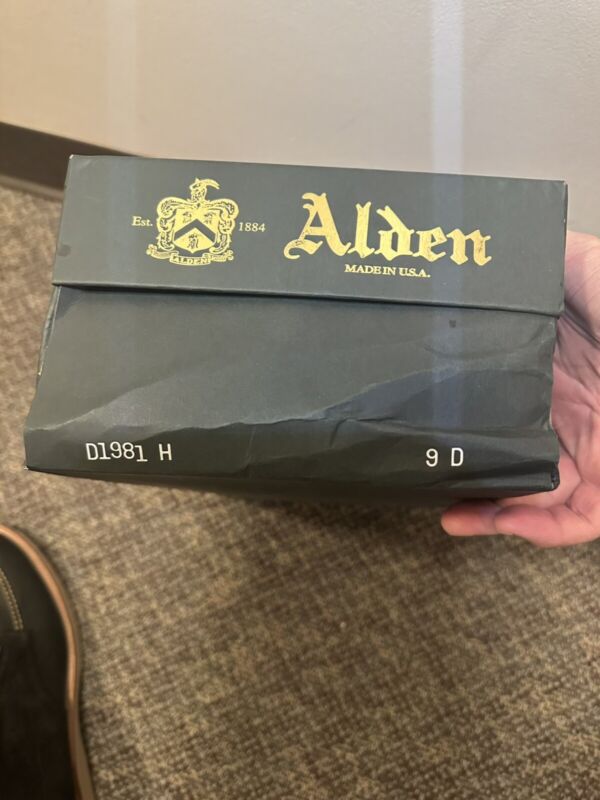 Est. 1884
ALDEN
Alden
MADE IN U.S.A.
D1981 H 9 D